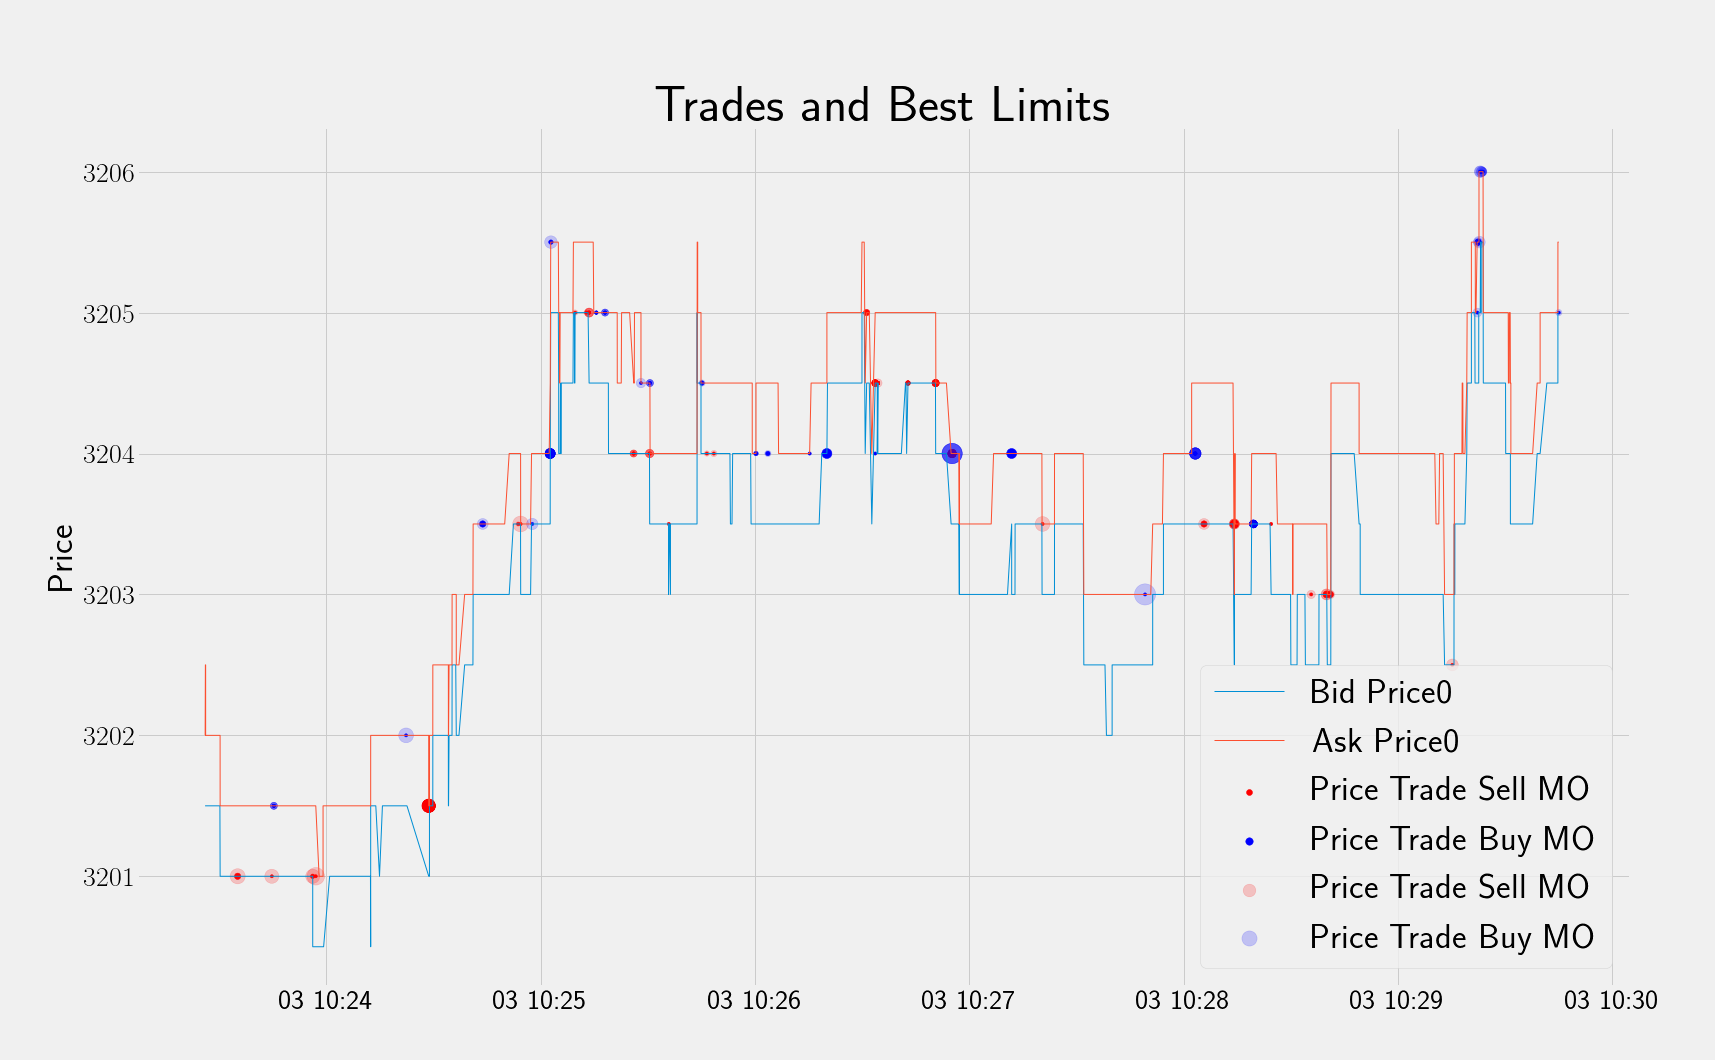 Trades and Best Limits
Price
3206
3205
3204
3203
3202
3201
03 10:24
03 10:25
03 10:26
03 10:27
03 10:28
03 10:29
03 10:30
Bid Price0
Ask Price0
Price Trade Sell MO
Price Trade Buy MO
Price Trade Sell MO
Price Trade Buy MO